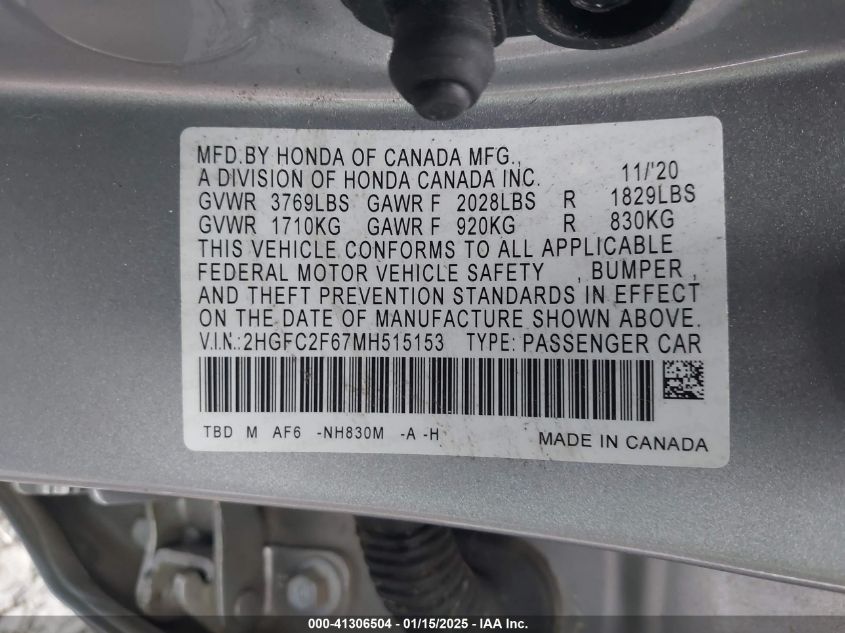 MFD.BY HONDA OF CANADA MFG.,
A DIVISION OF HONDA CANADA INC. 11/'20
GVWR 3769LBS GAWR F 2028LBS R 1829LBS
GVWR 1710KG GAWR F 920KG R 830KG
THIS VEHICLE CONFORMS TO ALL APPLICABLE
FEDERAL MOTOR VEHICLE SAFETY , BUMPER ,
AND THEFT PREVENTION STANDARDS IN EFFECT
ON THE DATE OF MANUFACTURE SHOWN ABOVE.
V.I.N.:2HGFC2F67MH515153 TYPE: PASSENGER CAR
TBD M AF6 -NH830M -A -H MADE IN CANADA
000-41306504 - 01/15/2025 - IAA Inc.